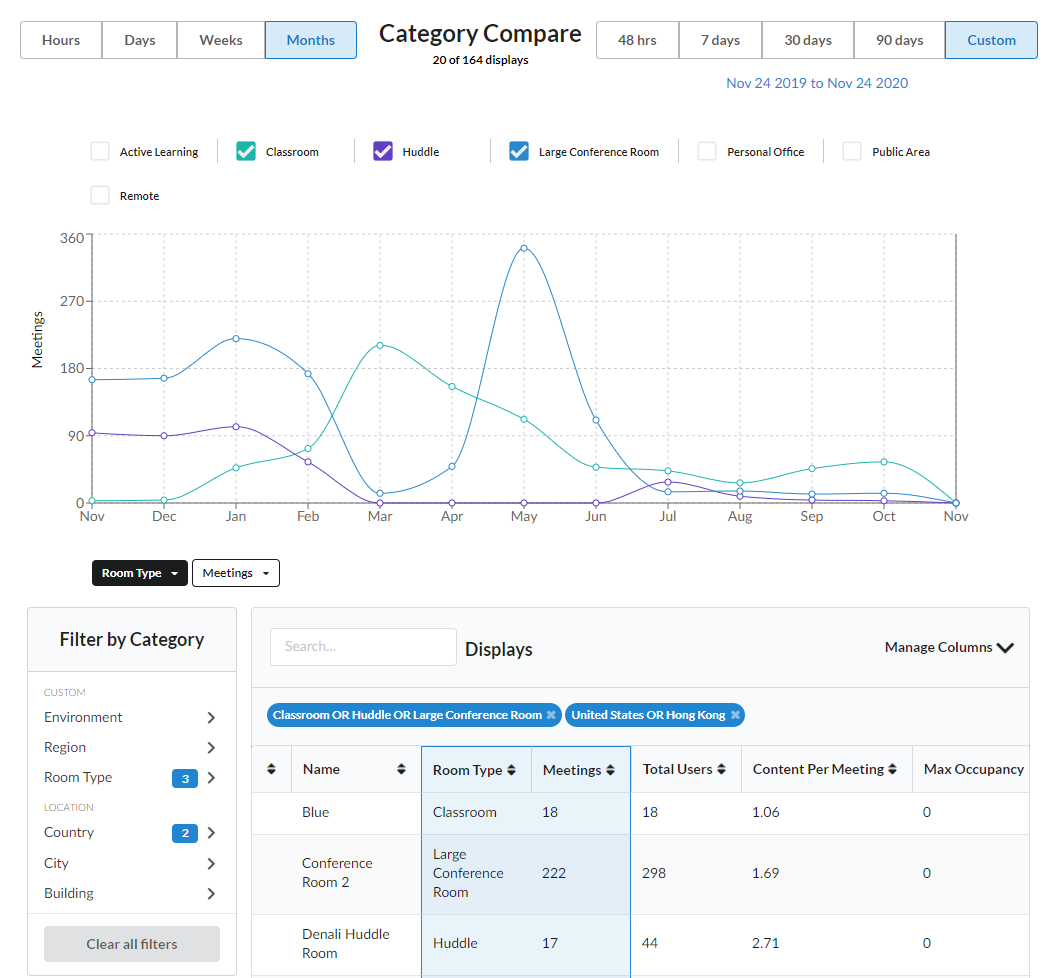 Hours Days Weeks Months
Category Compare
20 of 164 displays
48 hrs 7 days 30 days 90 days Custom
Nov 24 2019 to Nov 24 2020
Active Learning Classroom Huddle Large Conference Room Personal Office Public Area
Remote
360
270
180
90
0
Meetings
Nov Dec Jan Feb Mar Apr May Jun Jul Aug Sep Oct Nov
Room Type Meetings
Filter by Category
CUSTOM
Environment
Region
Room Type 3
LOCATION
Country 2
City
Building
Clear all filters
Search...
Displays
Manage Columns
Classroom OR Huddle OR Large Conference Room United States OR Hong Kong
Name Room Type Meetings Total Users Content Per Meeting Max Occupancy
Blue Classroom 18 18 1.06 0
Conference
Room 2
Large
Conference
Room
222 298 1.69 0
Denali Huddle
Room
Huddle 17 44 2.71 0